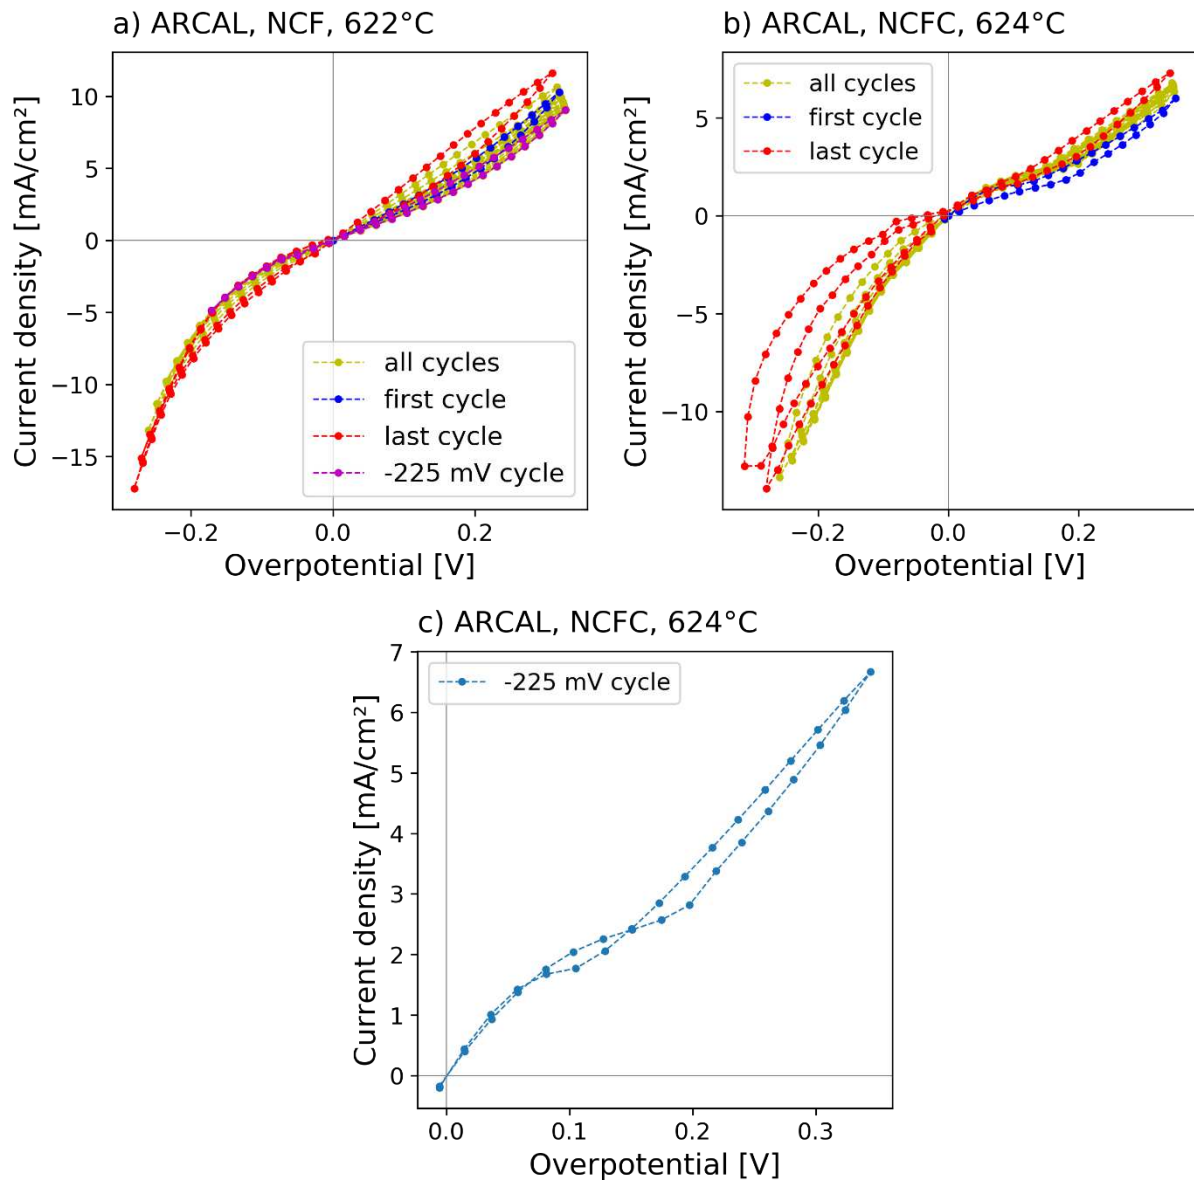 a) ARCAL, NCF, 622°C
Current density [mA/cm²]
10
5
0
−5
−10
−15
all cycles
first cycle
last cycle
-225 mV cycle
−0.2
0.0
0.2
Overpotential [V]
b) ARCAL, NCFC, 624°C
Current density [mA/cm²]
5
0
−5
−10
all cycles
first cycle
last cycle
−0.2
0.0
0.2
Overpotential [V]
c) ARCAL, NCFC, 624°C
Current density [mA/cm²]
7
6
5
4
3
2
1
0
-225 mV cycle
0.0
0.1
0.2
0.3
Overpotential [V]